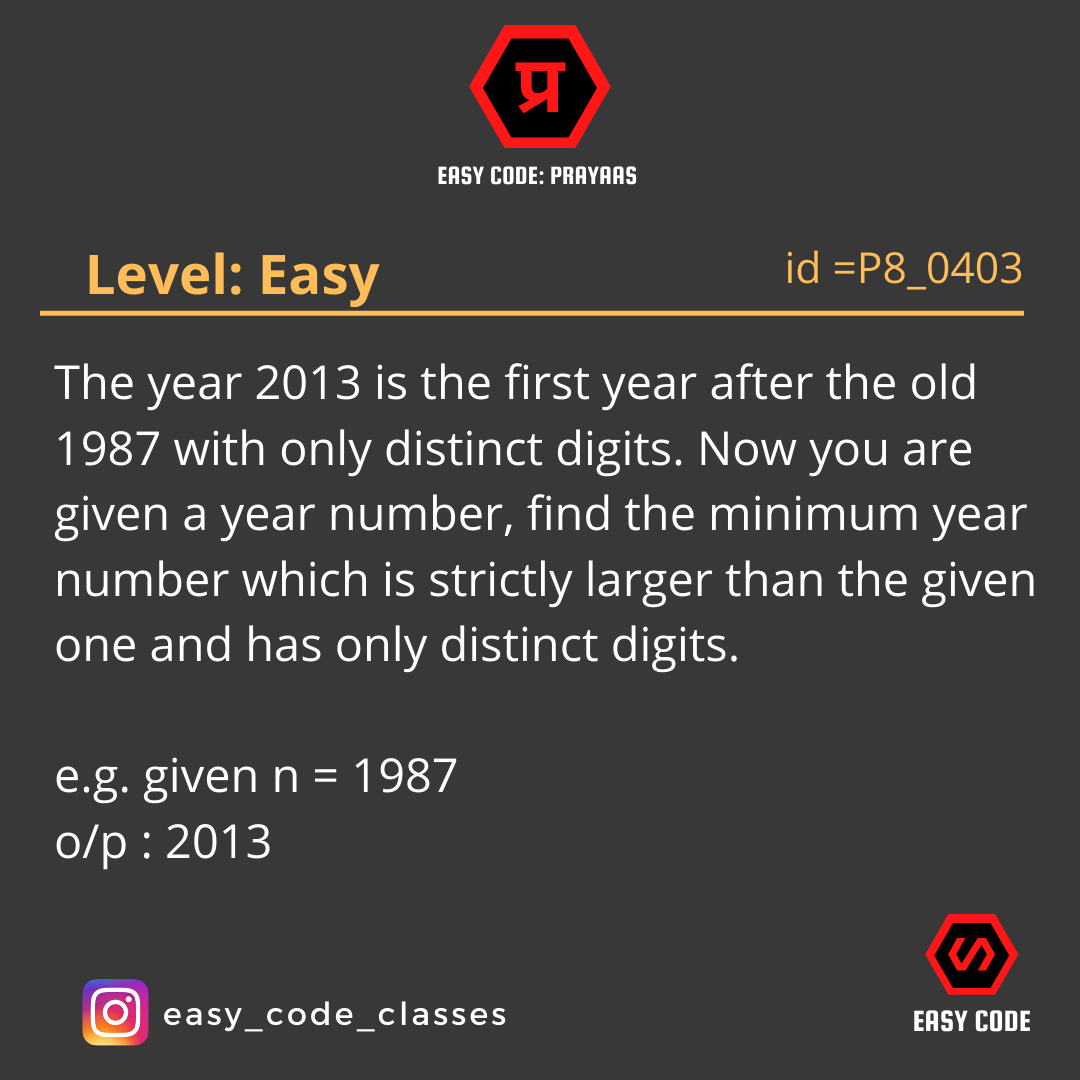 प्र
EASY CODE: PRAYAAS
Level: Easy
id =P8_0403
The year 2013 is the first year after the old
1987 with only distinct digits. Now you are
given a year number, find the minimum year
number which is strictly larger than the given
one and has only distinct digits.
e.g. given n = 1987
o/p : 2013
easy_code_classes
EASY CODE